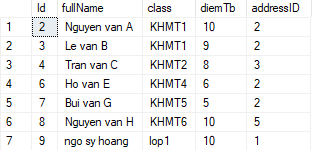 Id fullName class diemTb addressID
1 2 Nguyen van A KHMT1 10 2
2 3 Le van B KHMT1 9 2
3 4 Tran van C KHMT2 8 3
4 6 Ho van E KHMT4 6 2
5 7 Bui van G KHMT5 5 2
6 8 Nguyen van H KHMT6 10 5
7 9 ngo sy hoang lop1 10 1